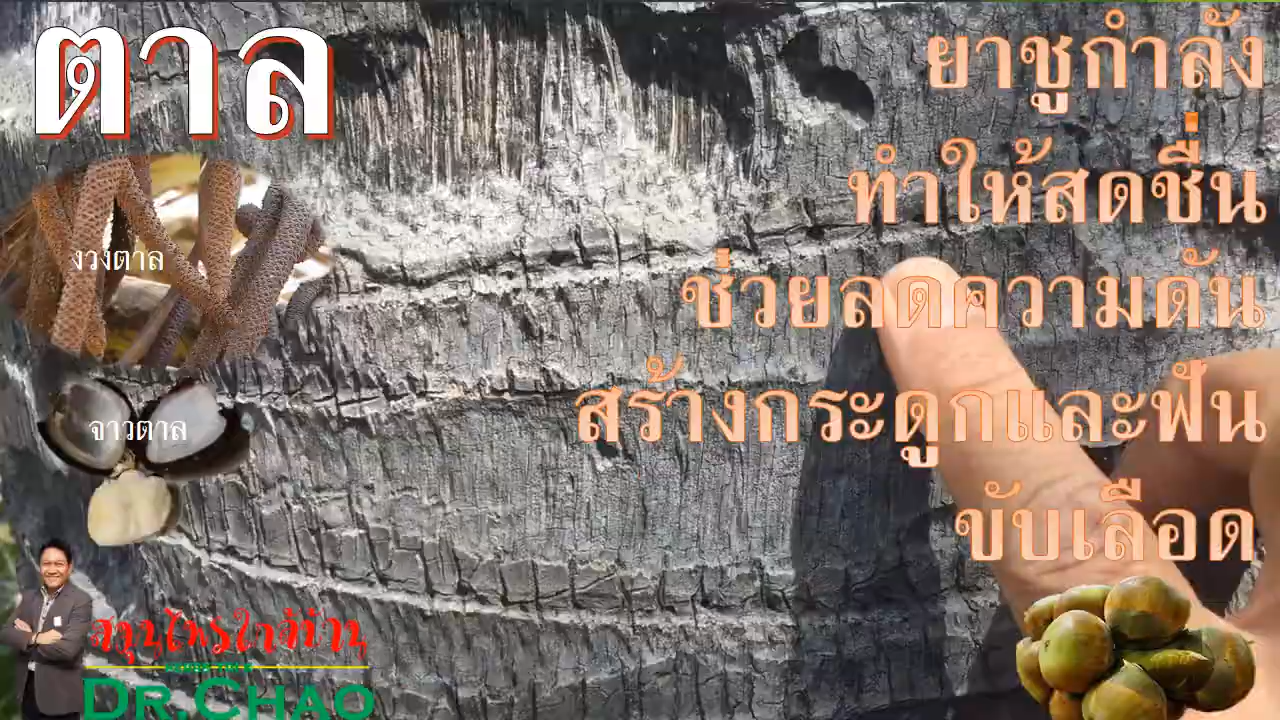 ตาล
ยาชูกำลัง
ทำให้สดชื่น
ช่วยลดความดัน
สร้างกระดูกและฟัน
ขับเลือด
งวงตาล
จาวตาล
สมุนไพรใกล้บ้าน
DR.CHAO